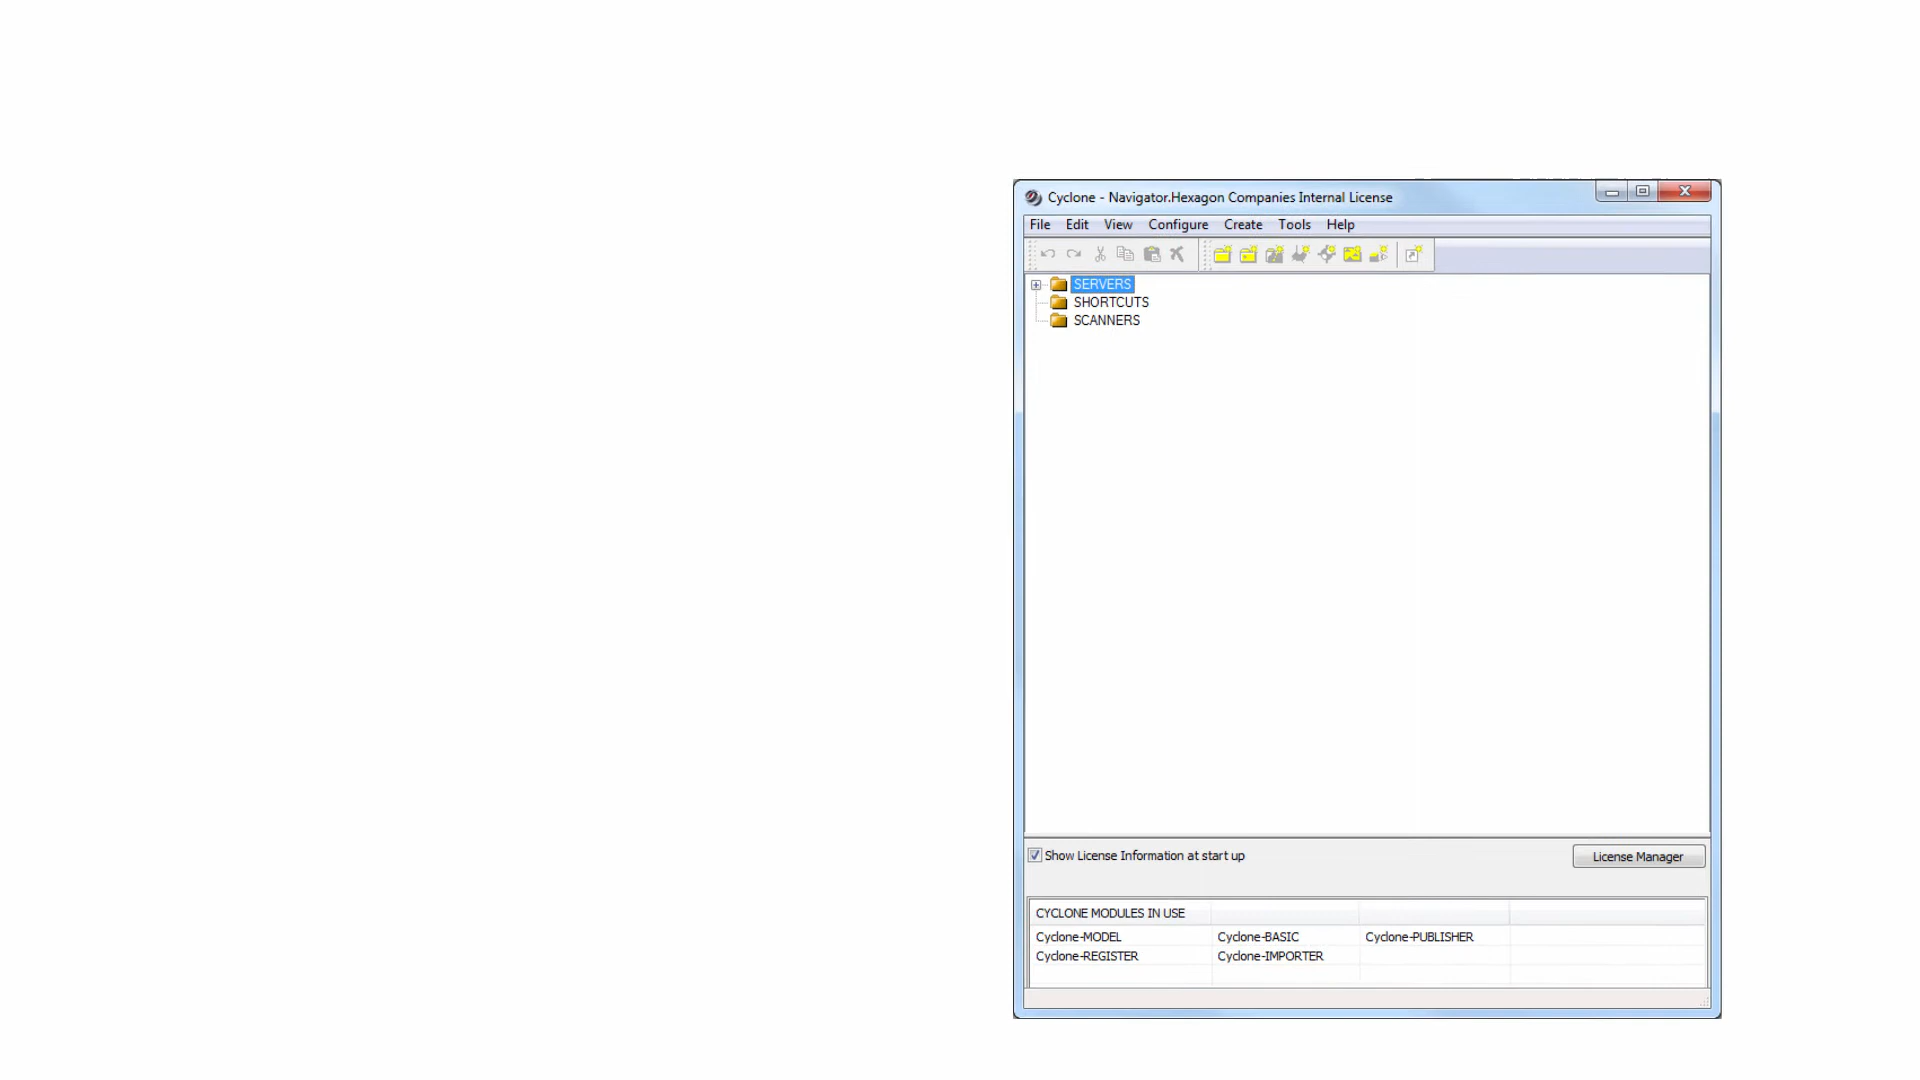 Cyclone - Navigator.Hexagon Companies Internal License
File Edit View Configure Create Tools Help
SERVERS
SHORTCUTS
SCANNERS
Show License Information at start up License Manager
CYCLONE MODULES IN USE
Cyclone-MODEL Cyclone-BASIC Cyclone-PUBLISHER
Cyclone-REGISTER Cyclone-IMPORTER